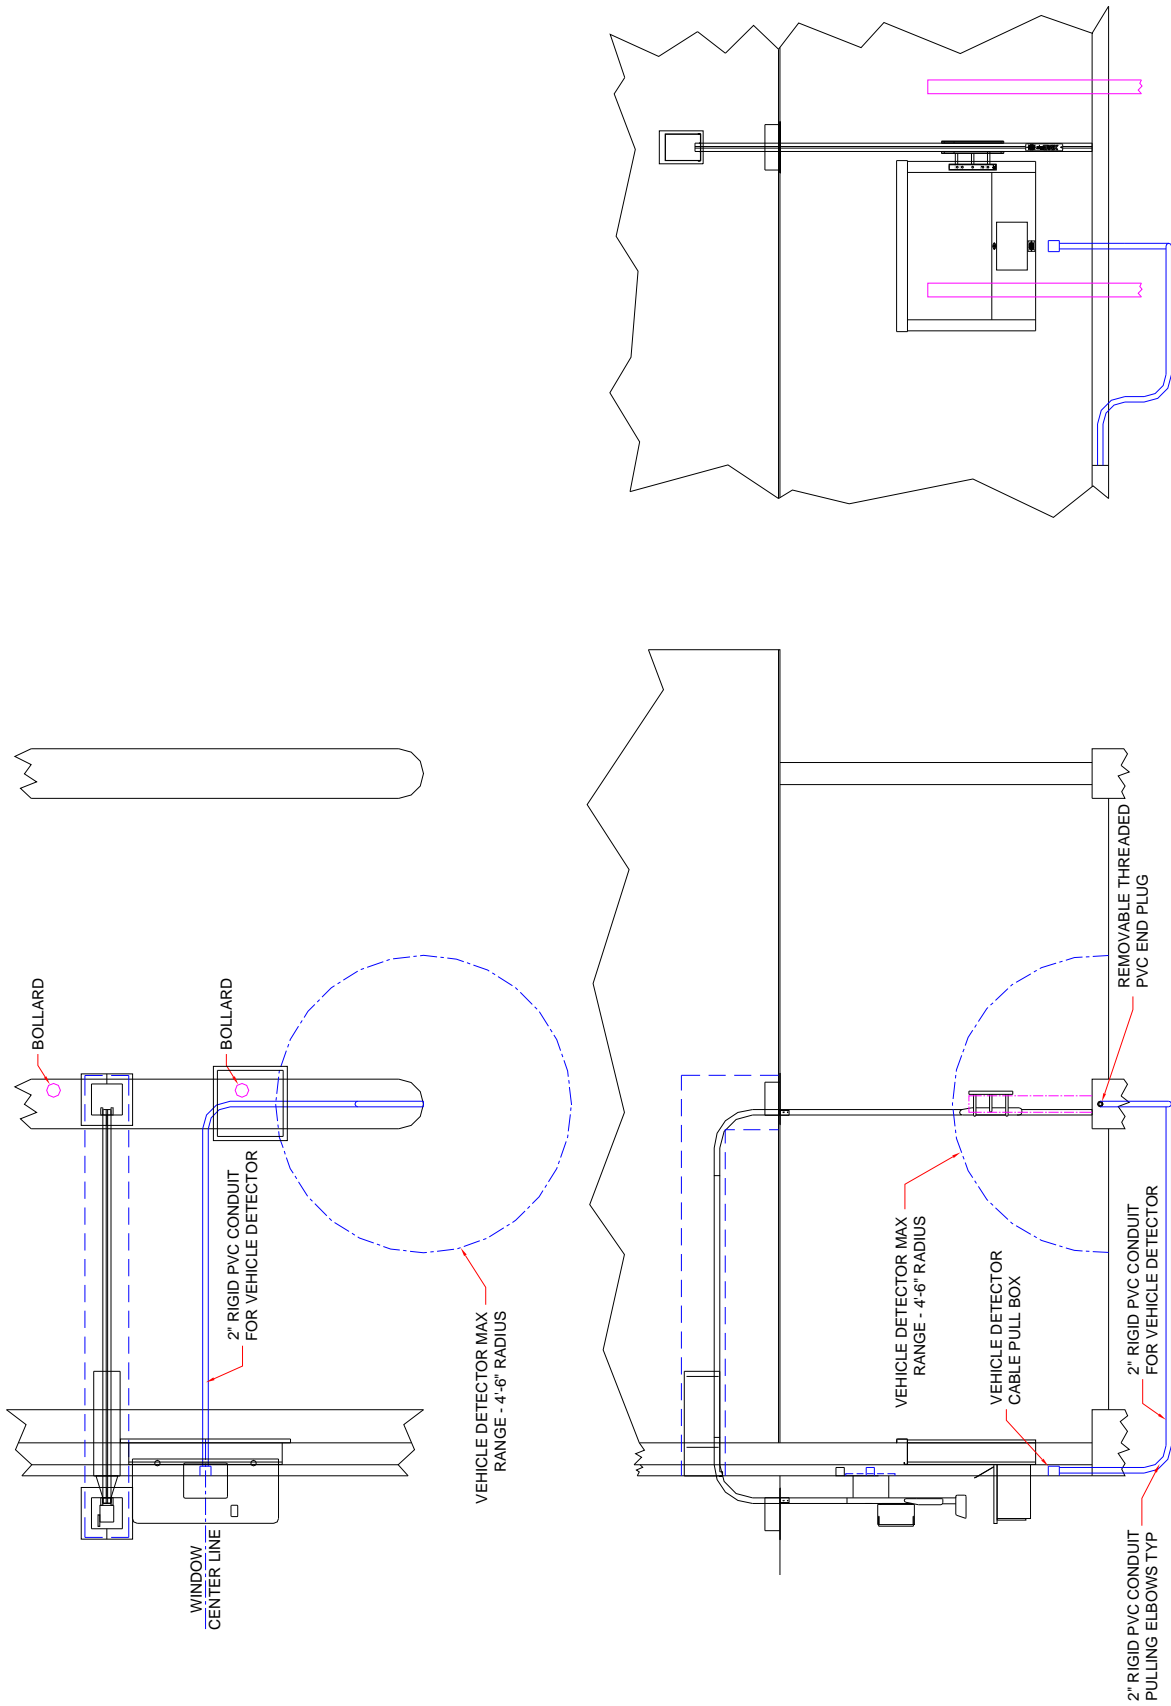 BOLLARD
BOLLARD
2" RIGID PVC CONDUIT
FOR VEHICLE DETECTOR
VEHICLE DETECTOR MAX
RANGE - 4'-6" RADIUS
WINDOW
CENTER LINE
REMOVABLE THREADED
PVC END PLUG
VEHICLE DETECTOR MAX
RANGE - 4'-6" RADIUS
VEHICLE DETECTOR
CABLE PULL BOX
2" RIGID PVC CONDUIT
FOR VEHICLE DETECTOR
2" RIGID PVC CONDUIT
PULLING ELBOWS TYP